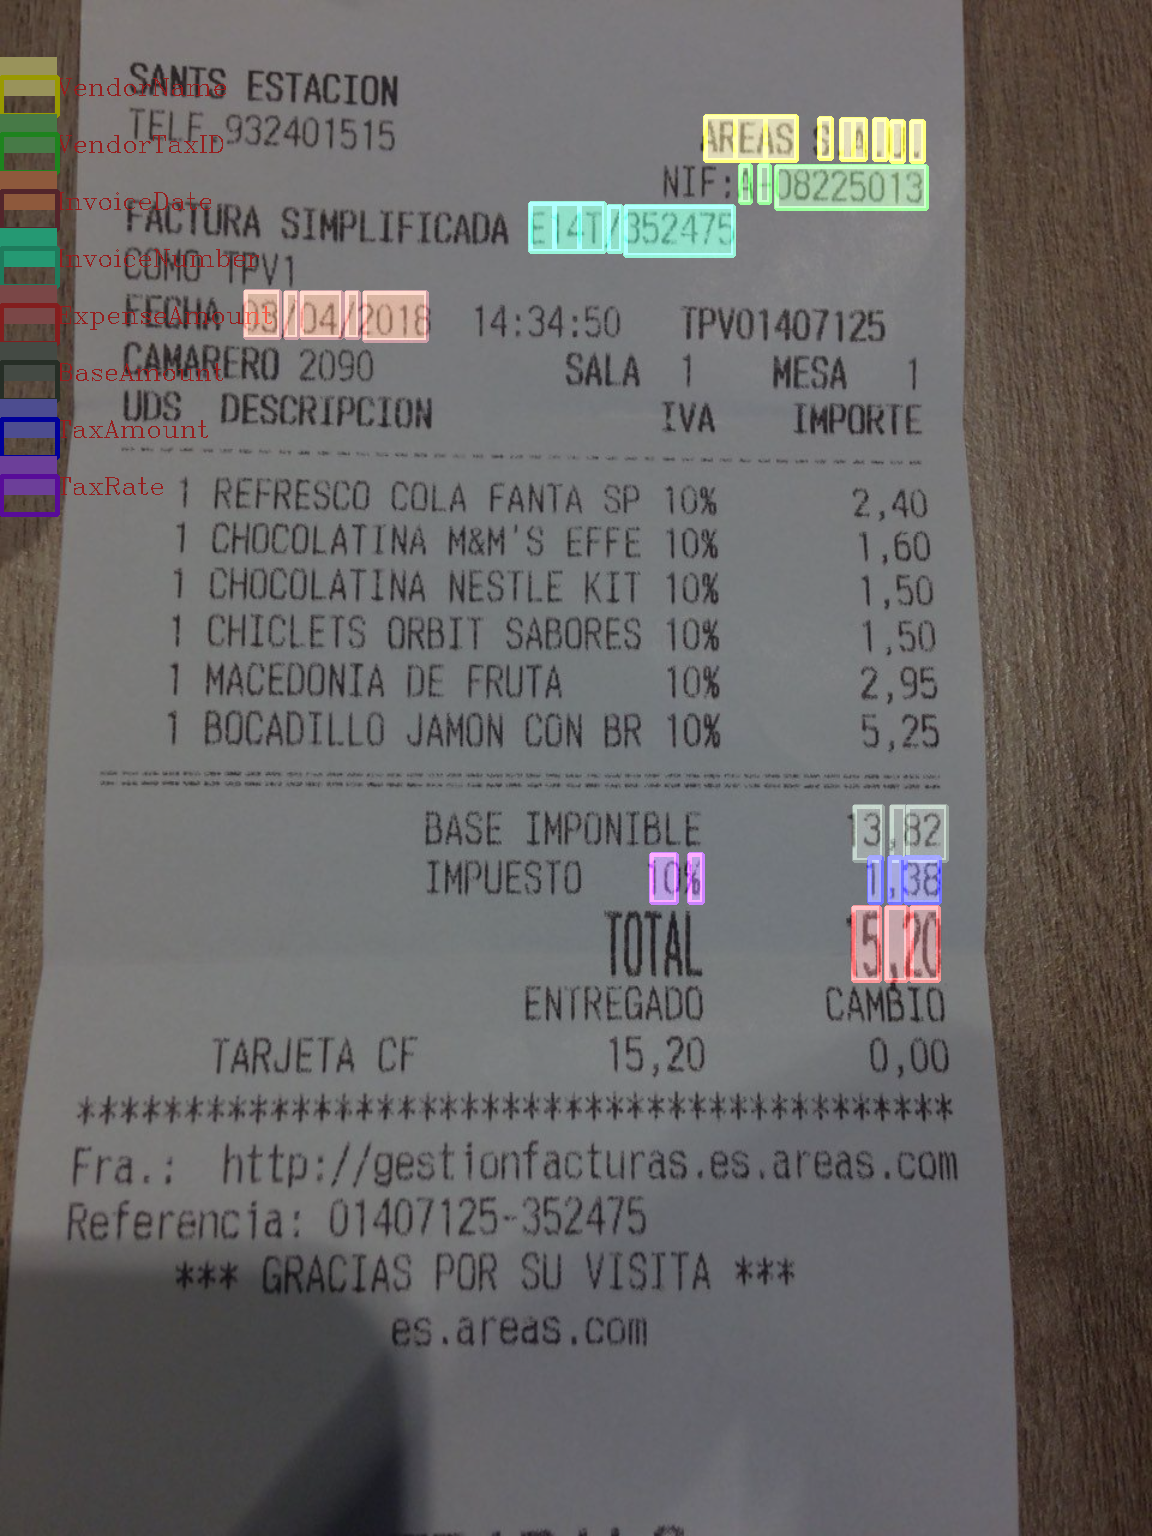 SANTS ESTACION
TELF.932401515
AREAS
NIF:A-08225013
FACTURA SIMPLIFICADA E14T/352475
COMO TPV1
FECHA 03/04/2018 14:34:50 TPV01407125
CAMARERO 2090 SALA 1 MESA 1
UDS DESCRIPCION IVA IMPORTE
1 REFRESCO COLA FANTA SP 10% 2,40
1 CHOCOLATINA M&M'S EFFE 10% 1,60
1 CHOCOLATINA NESTLE KIT 10% 1,50
1 CHICLETS ORBIT SABORES 10% 1,50
1 MACEDONIA DE FRUTA 10% 2,95
1 BOCADILLO JAMON CON BR 10% 5,25
BASE IMPONIBLE 13,82
IMPUESTO 10% 1,38
TOTAL 15,20
ENTREGADO CAMBIO
TARJETA CF 15,20 0,00
*****************************************
Fra.: http://gestionfacturas.es.areas.com
Referencia: 01407125-352475
*** GRACIAS POR SU VISITA ***
es.areas.com
VendorName
VendorTaxID
InvoiceDate
InvoiceNumber
ExpenseAmount
BaseAmount
TaxAmount
TaxRate